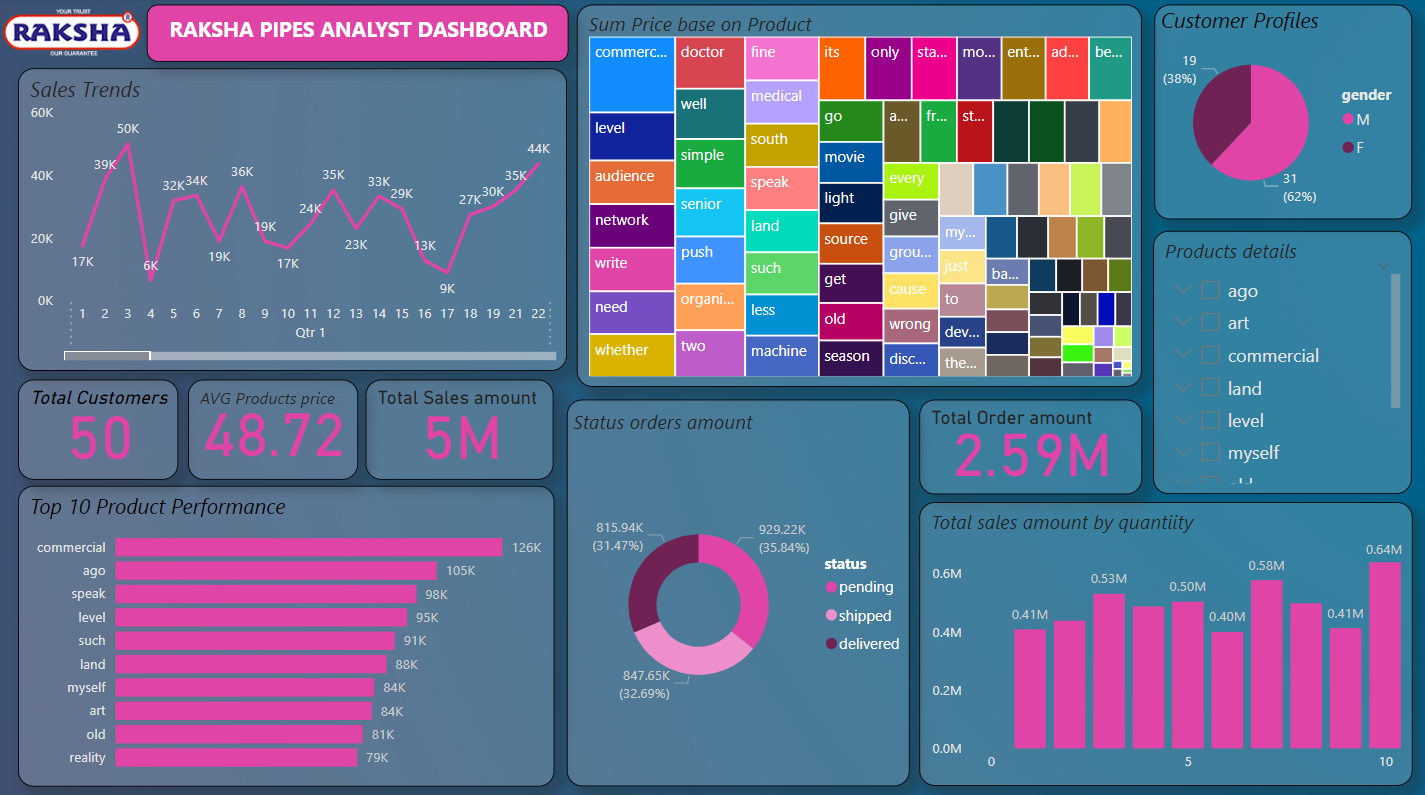 YOUR TRUST
RAKSHA
R
OUR GUARANTEE
RAKSHA PIPES ANALYST DASHBOARD
Sales Trends
60K
40K
20K
0K
17K
39K
50K
6K
32K
34K
19K
36K
19K
17K
24K
35K
23K
33K
29K
13K
9K
27K
30K
35K
44K
1 2 3 4 5 6 7 8 9 10 11 12 13 14 15 16 17 18 19 21 22
Qtr 1
Total Customers
50
AVG Products price
48.72
Total Sales amount
5M
Top 10 Product Performance
commercial 126K
ago 105K
speak 98K
level 95K
such 91K
land 88K
myself 84K
art 84K
old 81K
reality 79K
Sum Price base on Product
commerc...
level
audience
network
write
need
whether
doctor
well
simple
senior
push
organi...
two
fine
medical
south
speak
land
such
less
machine
its
only
sta...
mo...
ent...
ad...
be...
go
movie
light
source
get
old
season
a...
fr...
st...
every
give
grou...
cause
wrong
disc...
my...
just
to
dev...
the...
ba...
Status orders amount
815.94K
(31.47%)
929.22K
(35.84%)
847.65K
(32.69%)
status
pending
shipped
delivered
Total Order amount
2.59M
Customer Profiles
19
(38%)
31
(62%)
gender
M
F
Products details
ago
art
commercial
land
level
myself
Total sales amount by quantiity
0.6M
0.4M
0.2M
0.0M
0.41M
0.53M
0.50M
0.40M
0.58M
0.41M
0.64M
0 5 10